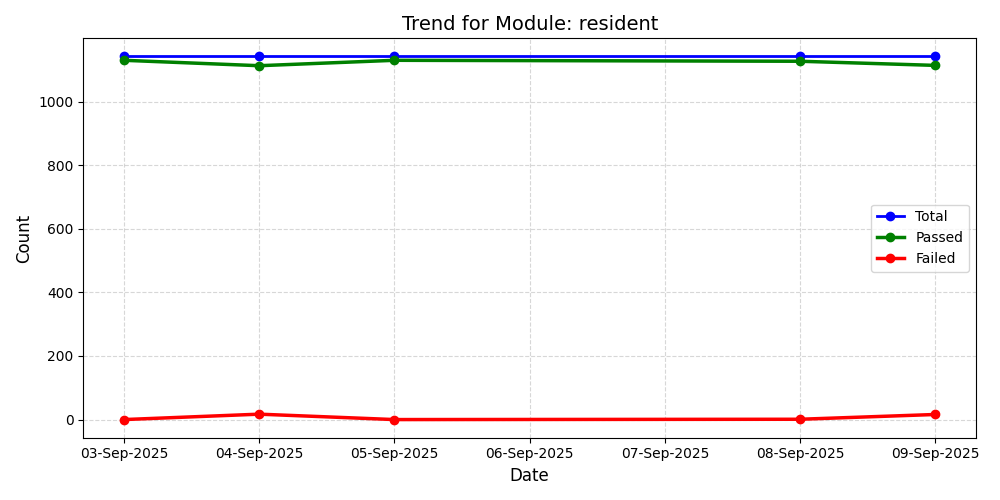 Trend for Module: resident
Count
1000
800
600
400
200
0
Total
Passed
Failed
03-Sep-2025 04-Sep-2025 05-Sep-2025 06-Sep-2025 07-Sep-2025 08-Sep-2025 09-Sep-2025
Date